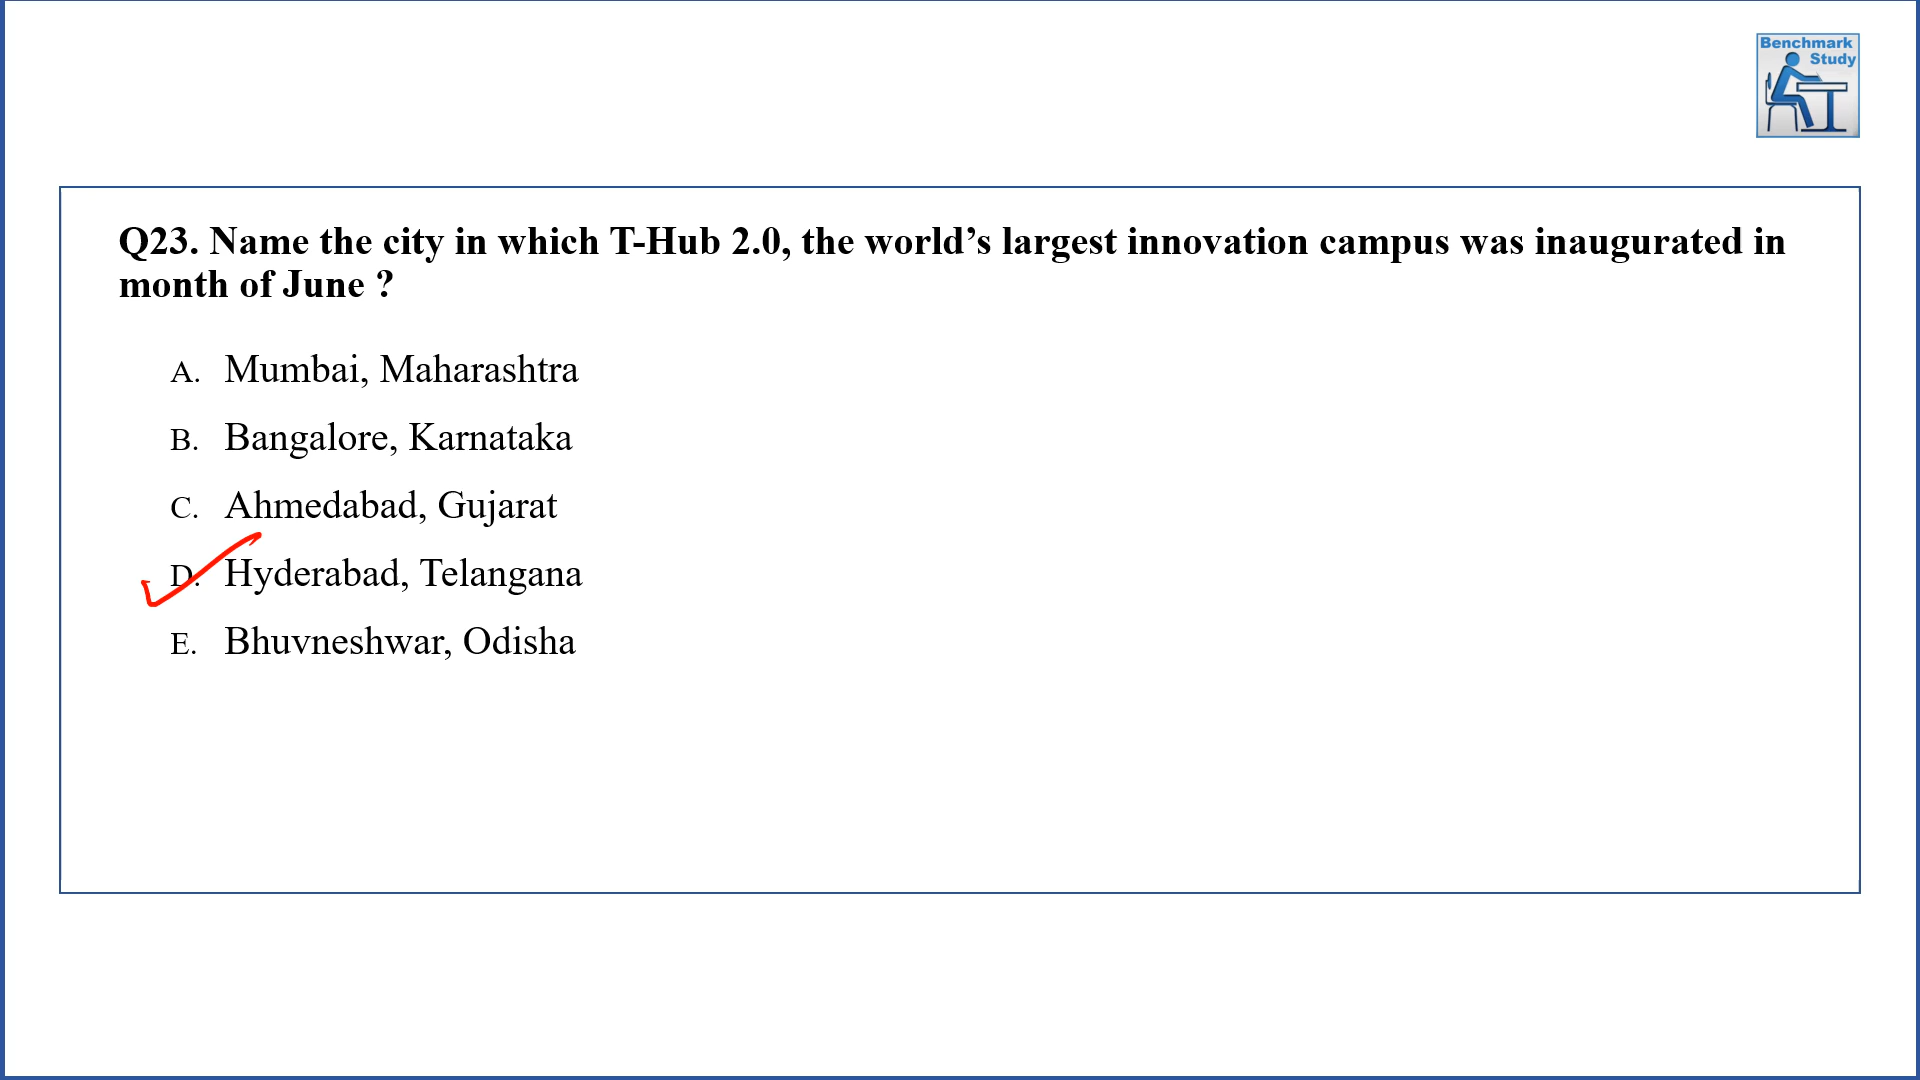 Benchmark
Study
Q23. Name the city in which T-Hub 2.0, the world’s largest innovation campus was inaugurated in
month of June ?
A. Mumbai, Maharashtra
B. Bangalore, Karnataka
C. Ahmedabad, Gujarat
D. Hyderabad, Telangana
E. Bhuvneshwar, Odisha